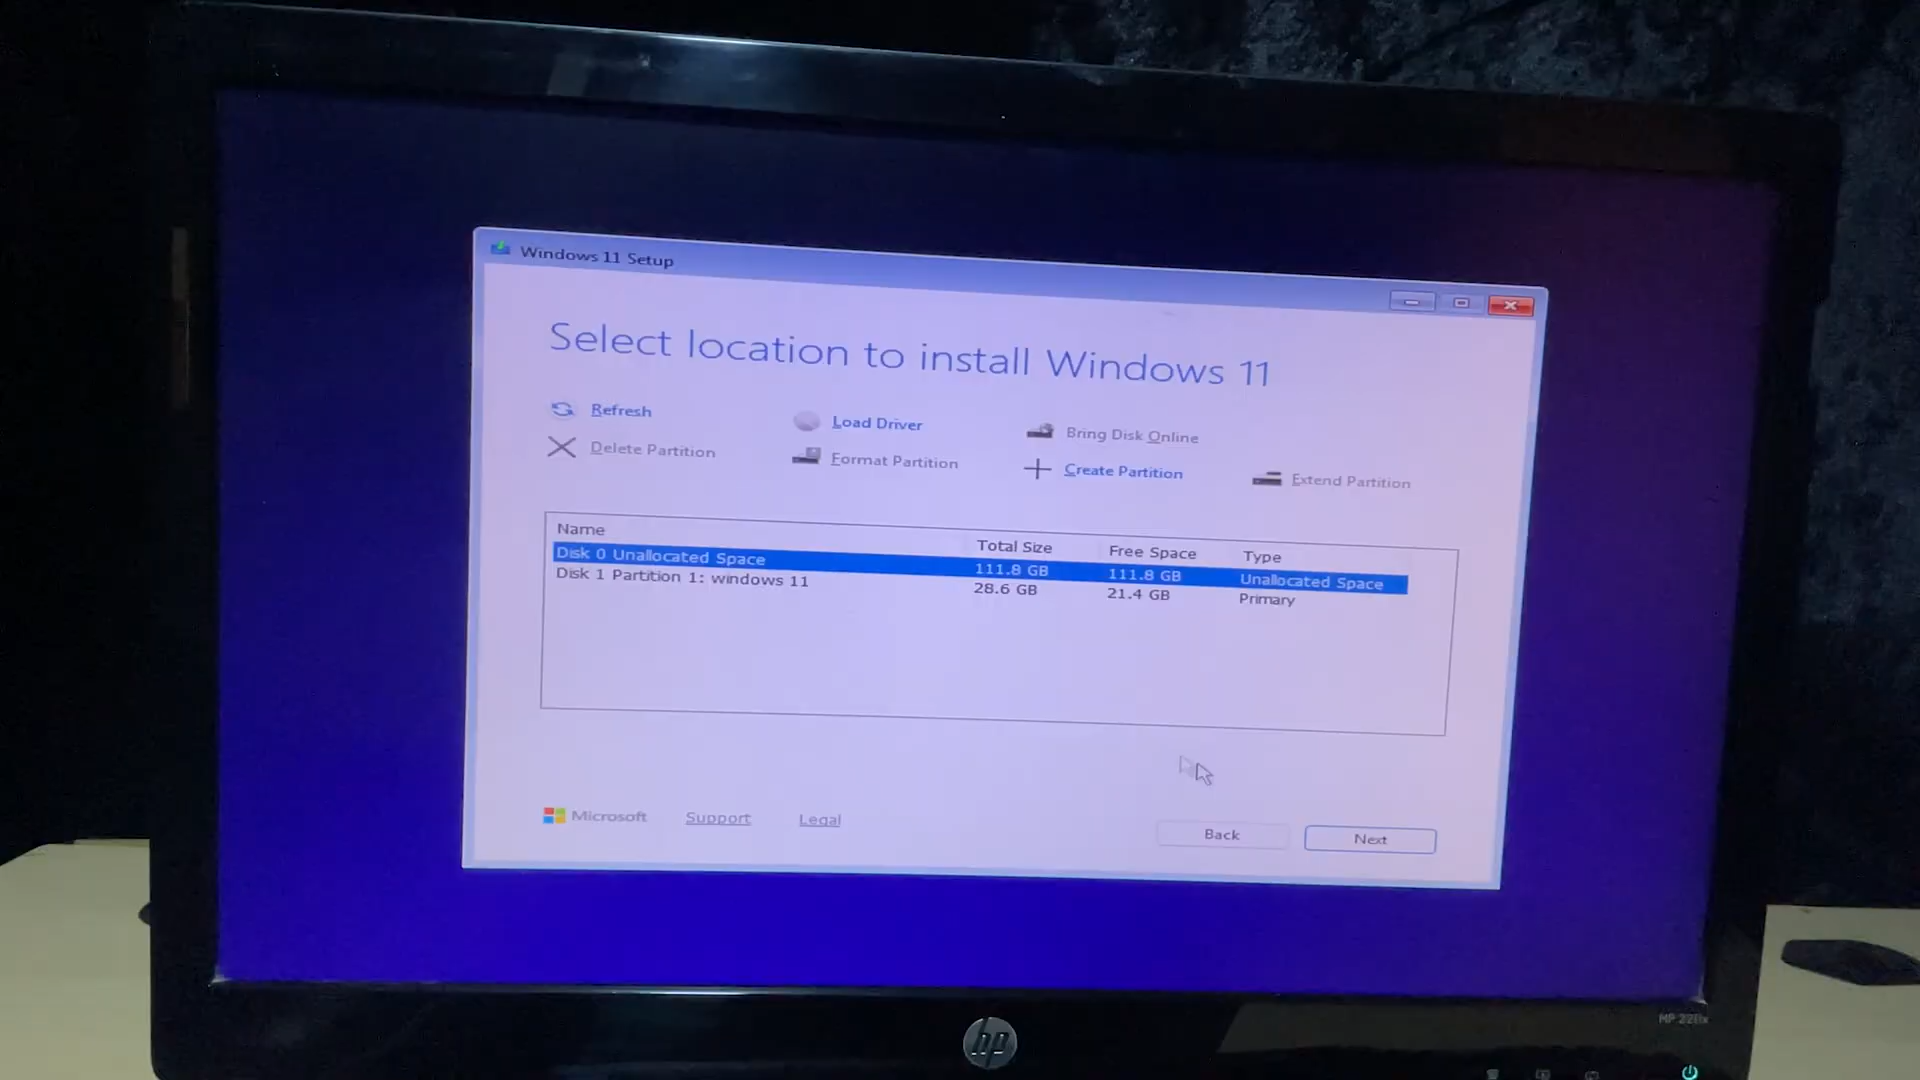 Windows 11 Setup
Select location to install Windows 11
Refresh
Load Driver
Bring Disk Online
Delete Partition
Format Partition
Create Partition
Extend Partition
Name Total Size Free Space Type
Disk 0 Unallocated Space 111.8 GB 111.8 GB Unallocated Space
Disk 1 Partition 1: windows 11 28.6 GB 21.4 GB Primary
Microsoft Support Legal
Back Next
hp